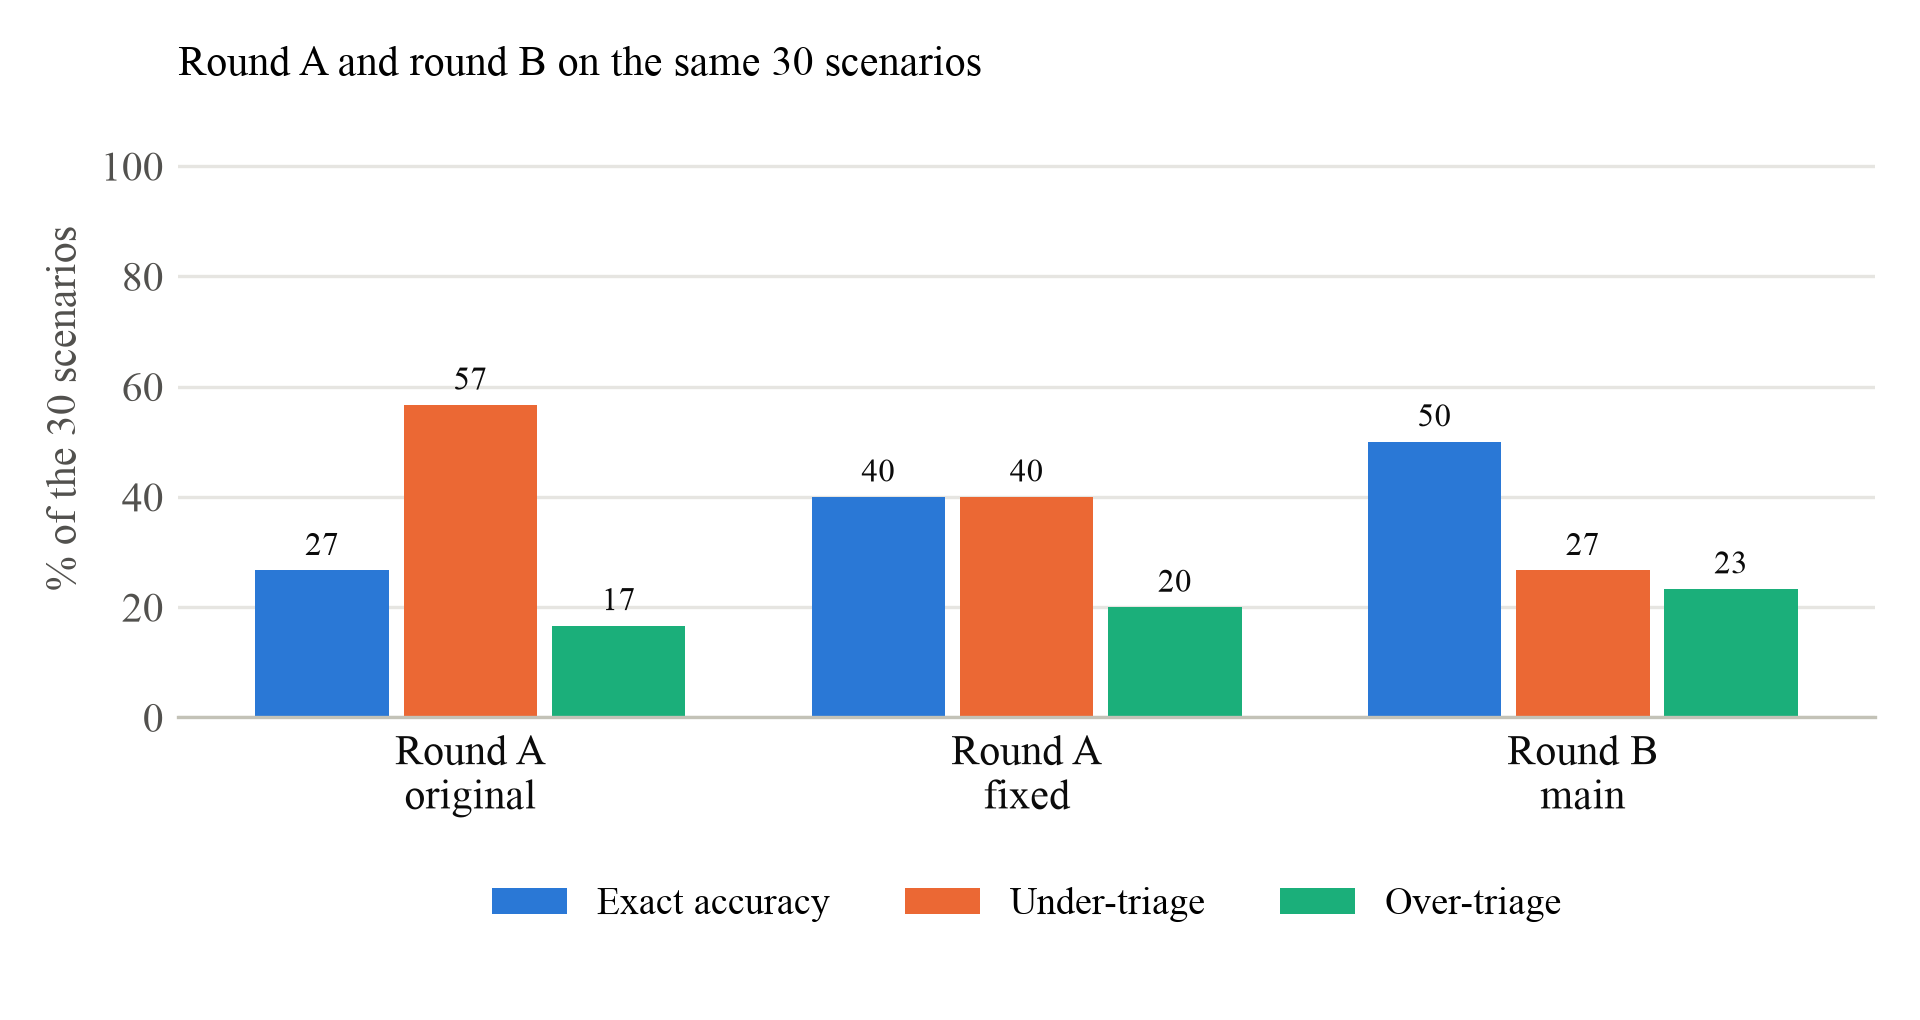 Round A and round B on the same 30 scenarios
% of the 30 scenarios
100
80
60
40
20
0
27
57
17
40
40
20
50
27
23
Round A
original
Round A
fixed
Round B
main
Exact accuracy
Under-triage
Over-triage